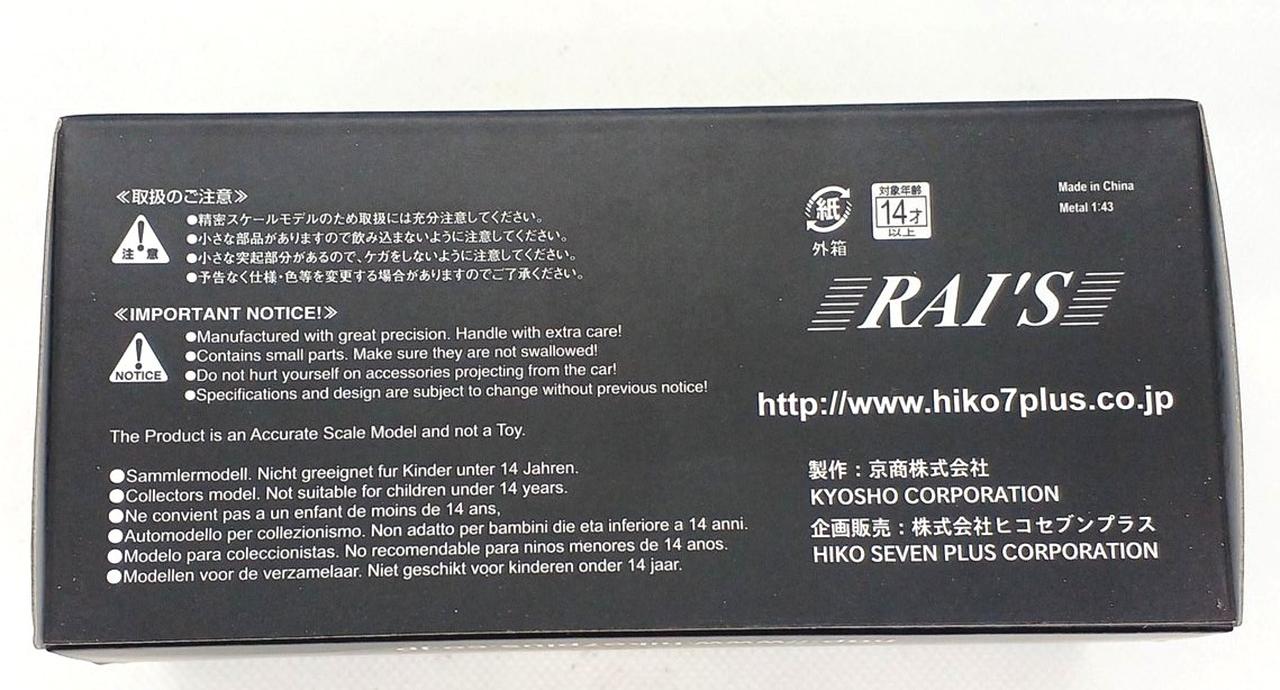 ≪取扱のご注意≫
注 意
●精密スケールモデルのため取扱には充分注意してください。
●小さな部品がありますので飲み込まないように注意してください。
●小さな突起部分があるので、ケガをしないように注意してください。
●予告なく仕様・色等を変更する場合がありますのでご了承ください。
≪IMPORTANT NOTICE!≫
NOTICE
●Manufactured with great precision. Handle with extra care!
●Contains small parts. Make sure they are not swallowed!
●Do not hurt yourself on accessories projecting from the car!
●Specifications and design are subject to change without previous notice!
The Product is an Accurate Scale Model and not a Toy.
●Sammlermodell. Nicht greeignet fur Kinder unter 14 Jahren.
●Collectors model. Not suitable for children under 14 years.
●Ne convient pas a un enfant de moins de 14 ans,
●Automodello per collezionismo. Non adatto per bambini die eta inferiore a 14 anni.
●Modelo para coleccionistas. No recomendable para ninos menores de 14 anos.
●Modellen voor de verzamelaar. Niet geschikt voor kinderen onder 14 jaar.
紙
外箱
対象年齢
14才
以上
Made in China
Metal 1:43
RAI'S
http://www.hiko7plus.co.jp
製作：京商株式会社
KYOSHO CORPORATION
企画販売：株式会社ヒコセブンプラス
HIKO SEVEN PLUS CORPORATION